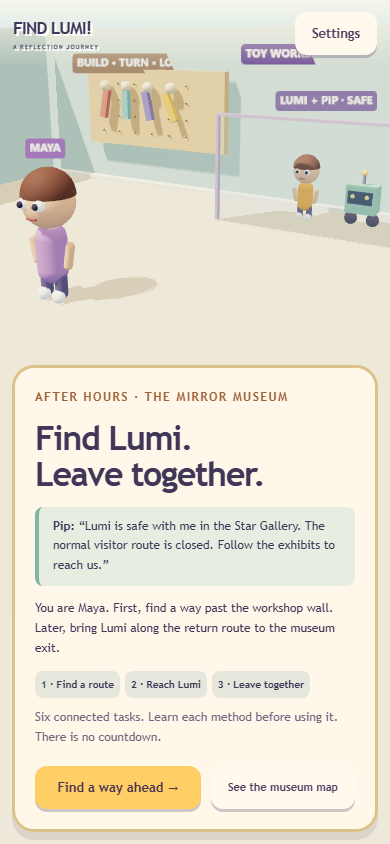 FIND LUMI!
A REFLECTION JOURNEY
Settings
BUILD • TURN •
TOY
LUMI + PIP · SAFE
MAYA
AFTER HOURS · THE MIRROR MUSEUM
Find Lumi.
Leave together.
Pip: “Lumi is safe with me in the Star Gallery. The
normal visitor route is closed. Follow the exhibits to
reach us.”
You are Maya. First, find a way past the workshop wall.
Later, bring Lumi along the return route to the museum
exit.
1 · Find a route
2 · Reach Lumi
3 · Leave together
Six connected tasks. Learn each method before using it.
There is no countdown.
Find a way ahead →
See the museum map